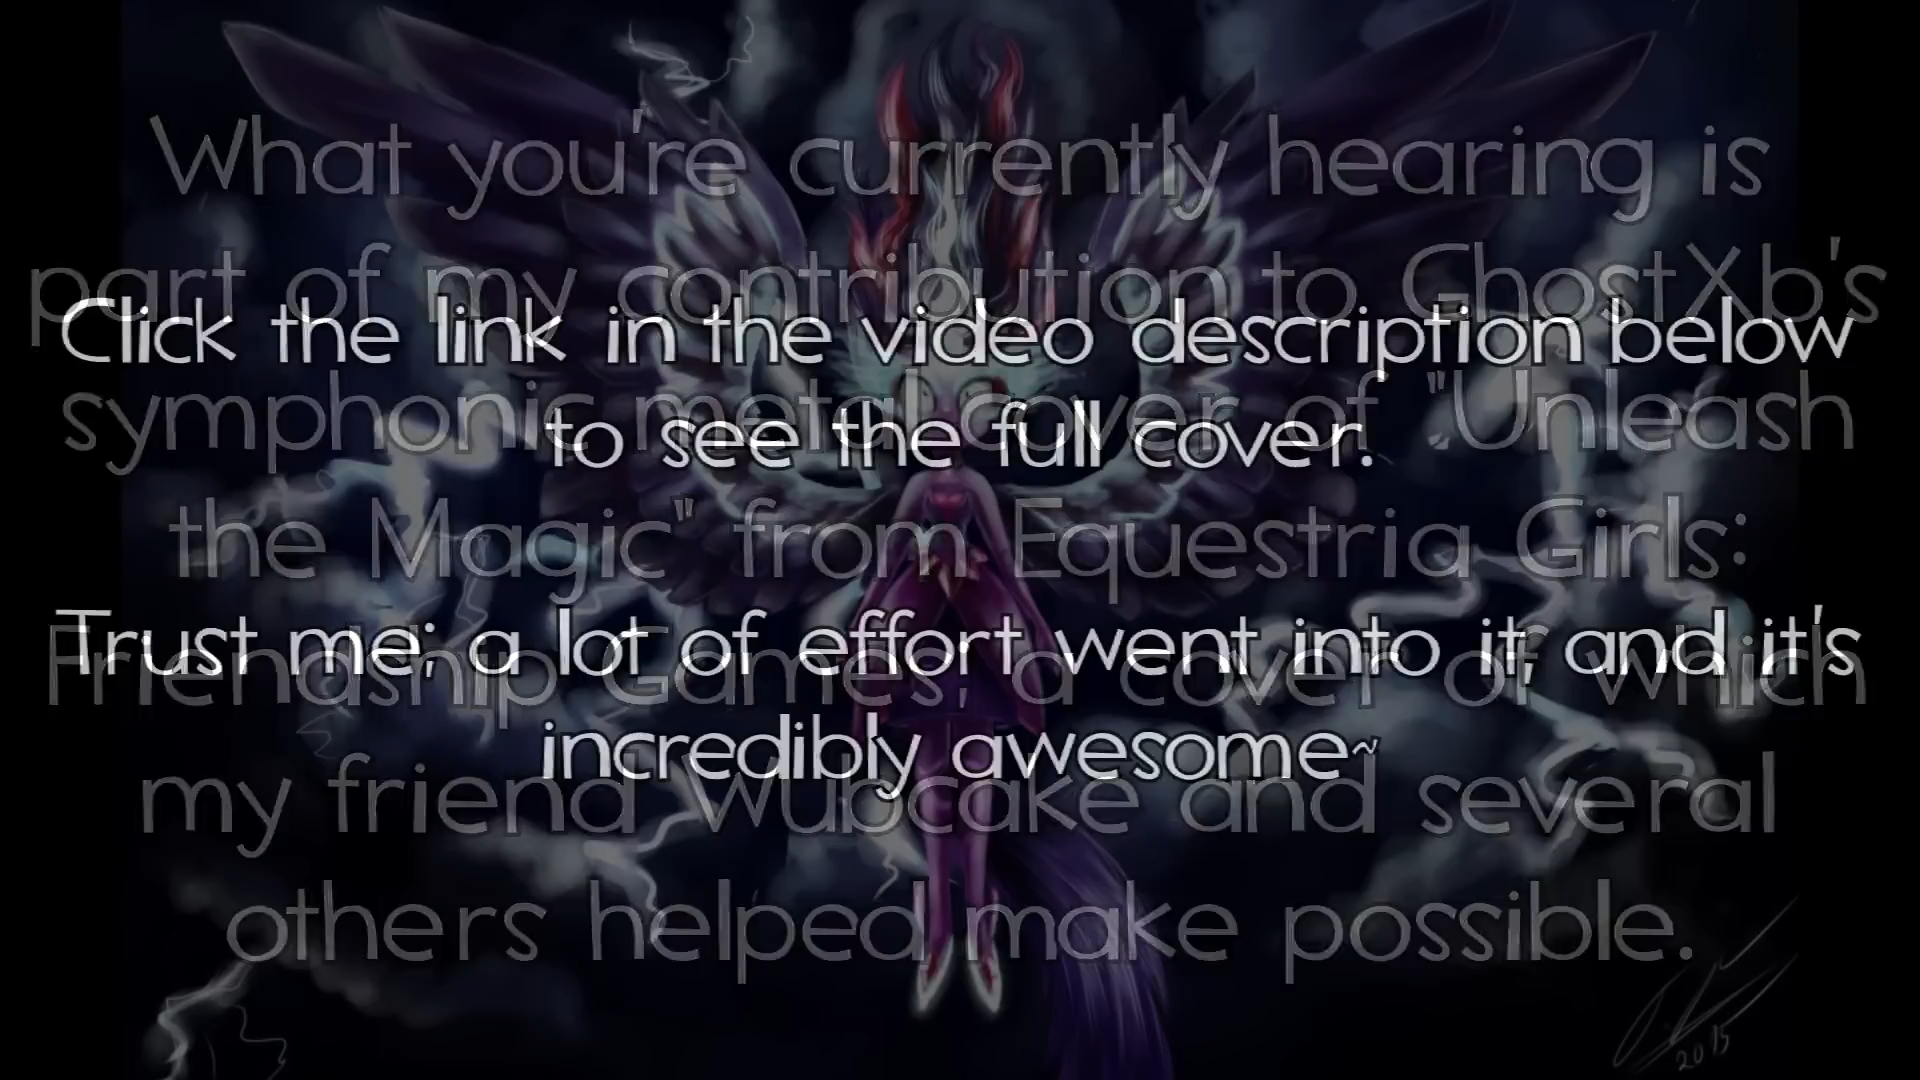 What you're currently hearing is
part of my contribution to GhostXb's
symphonic metal cover of "Unleash
the Magic" from Equestria Girls:
Friendship Games; a cover of which
my friend Wubcake and several
others helped make possible.
Click the link in the video description below
to see the full cover.
Trust me; a lot of effort went into it, and it's
incredibly awesome~
2015